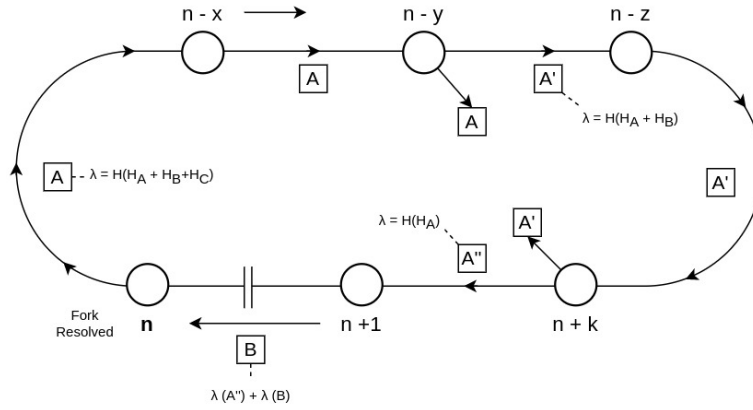 n - x
n - y
n - z
A
A'
A
λ = H(H_A + H_B)
A
λ = H(H_A + H_B+H_C)
A'
λ = H(H_A)
A'
A"
Fork
Resolved
n
n +1
n + k
B
λ (A") + λ (B)